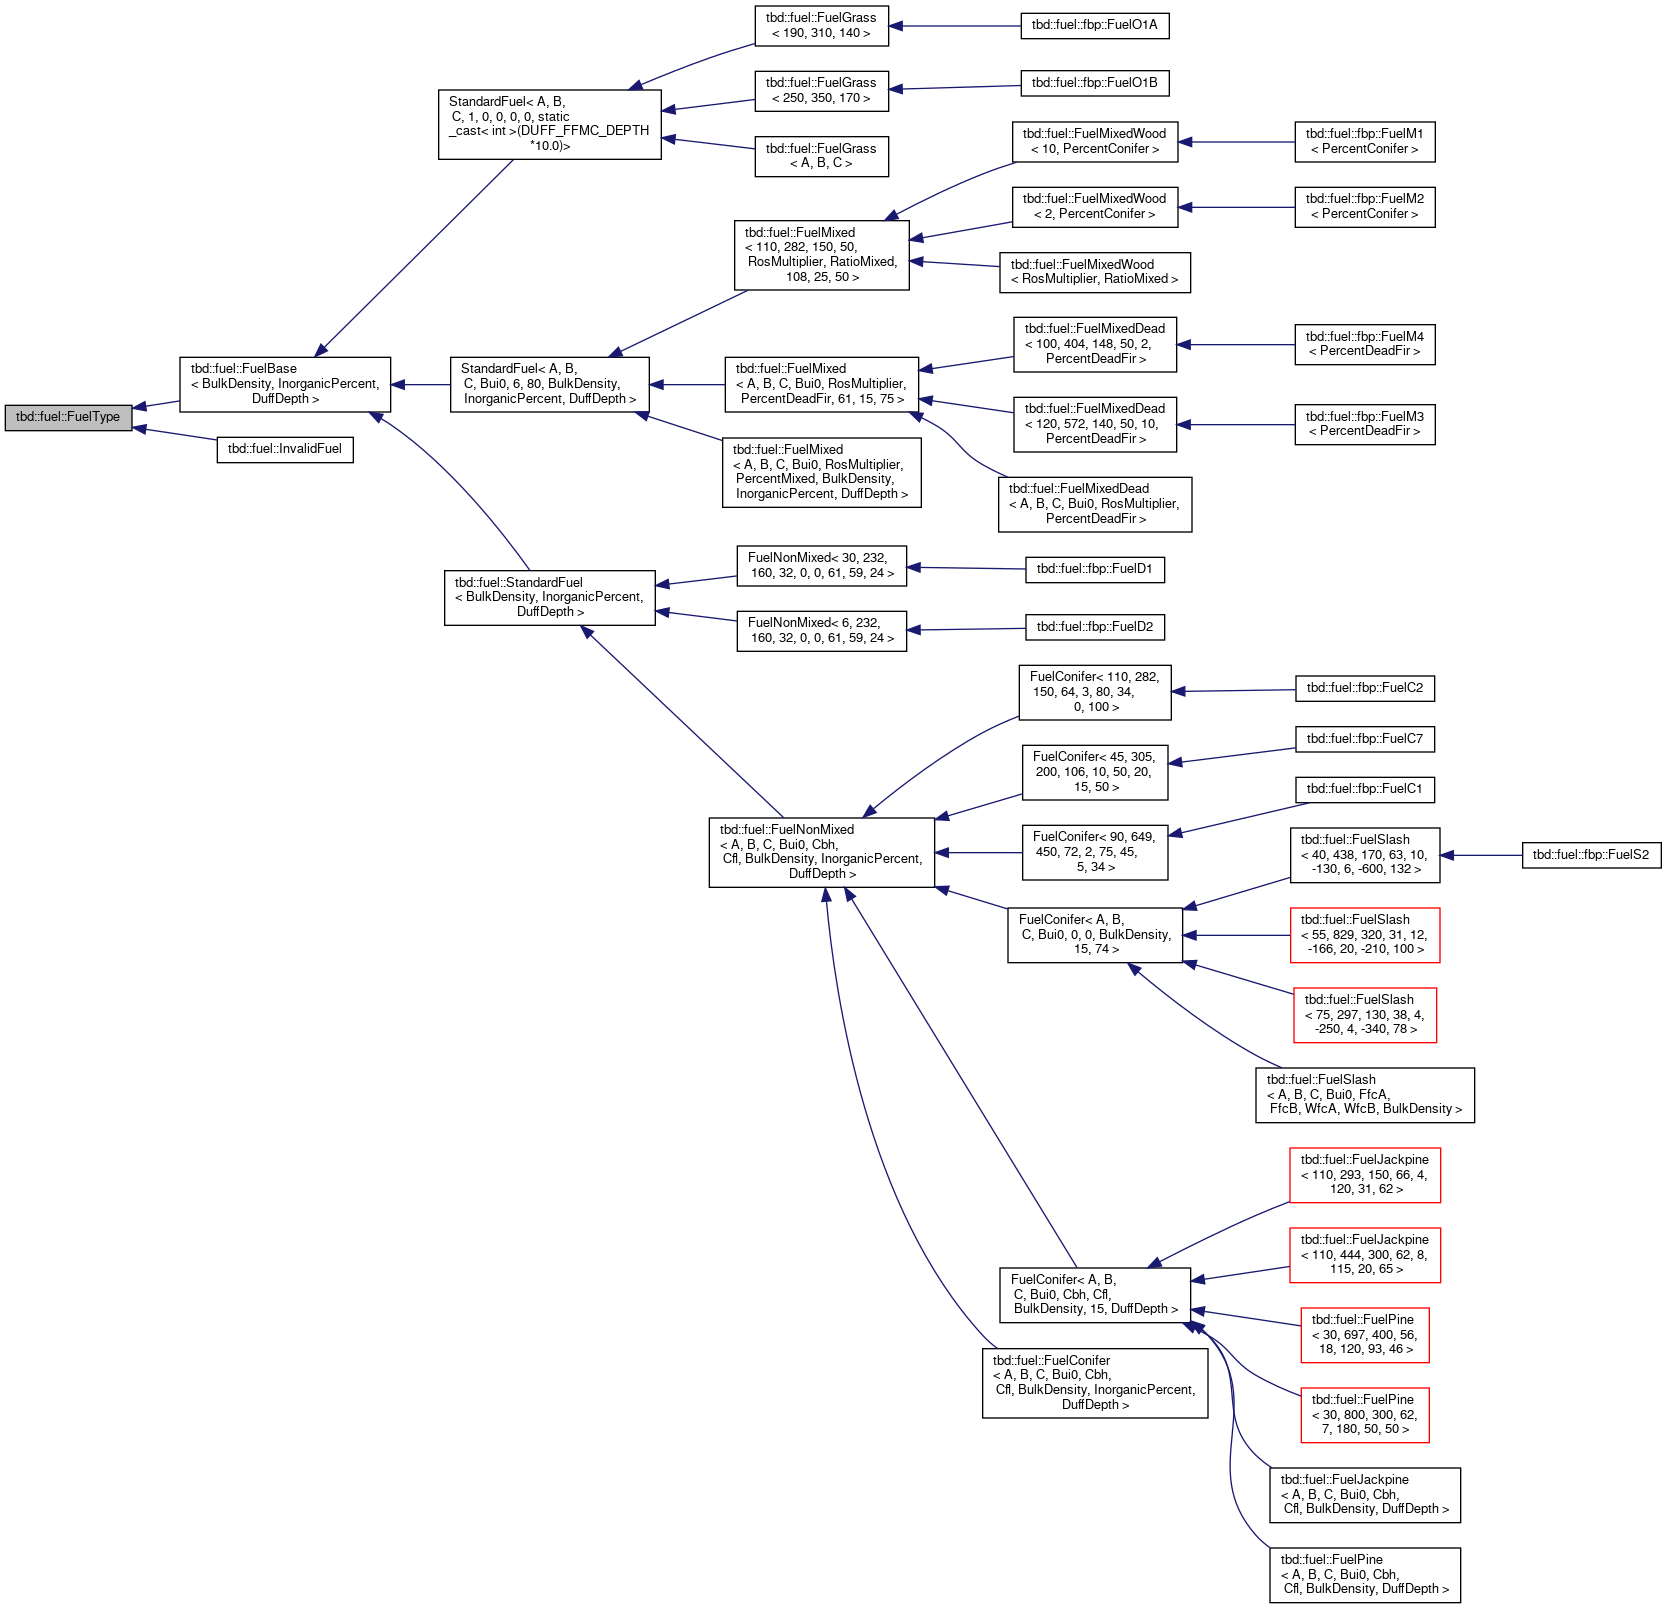 tbd::fuel::FuelType
tbd::fuel::FuelBase
< BulkDensity, InorganicPercent,
DuffDepth >
tbd::fuel::InvalidFuel
StandardFuel< A, B,
C, 1, 0, 0, 0, 0, static
_cast< int >(DUFF_FFMC_DEPTH
*10.0)>
StandardFuel< A, B,
C, Bui0, 6, 80, BulkDensity,
InorganicPercent, DuffDepth >
tbd::fuel::StandardFuel
< BulkDensity, InorganicPercent,
DuffDepth >
tbd::fuel::FuelGrass
< 190, 310, 140 >
tbd::fuel::FuelGrass
< 250, 350, 170 >
tbd::fuel::FuelGrass
< A, B, C >
tbd::fuel::FuelMixed
< 110, 282, 150, 50,
RosMultiplier, RatioMixed,
108, 25, 50 >
tbd::fuel::FuelMixed
< A, B, C, Bui0, RosMultiplier,
PercentDeadFir, 61, 15, 75 >
tbd::fuel::FuelMixed
< A, B, C, Bui0, RosMultiplier,
PercentMixed, BulkDensity,
InorganicPercent, DuffDepth >
FuelNonMixed< 30, 232,
160, 32, 0, 0, 61, 59, 24 >
FuelNonMixed< 6, 232,
160, 32, 0, 0, 61, 59, 24 >
tbd::fuel::FuelNonMixed
< A, B, C, Bui0, Cbh,
Cfl, BulkDensity, InorganicPercent,
DuffDepth >
tbd::fuel::fbp::FuelO1A
tbd::fuel::fbp::FuelO1B
tbd::fuel::FuelMixedWood
< 10, PercentConifer >
tbd::fuel::FuelMixedWood
< 2, PercentConifer >
tbd::fuel::FuelMixedWood
< RosMultiplier, RatioMixed >
tbd::fuel::FuelMixedDead
< 100, 404, 148, 50, 2,
PercentDeadFir >
tbd::fuel::FuelMixedDead
< 120, 572, 140, 50, 10,
PercentDeadFir >
tbd::fuel::FuelMixedDead
< A, B, C, Bui0, RosMultiplier,
PercentDeadFir >
tbd::fuel::fbp::FuelD1
tbd::fuel::fbp::FuelD2
FuelConifer< 110, 282,
150, 64, 3, 80, 34,
0, 100 >
FuelConifer< 45, 305,
200, 106, 10, 50, 20,
15, 50 >
FuelConifer< 90, 649,
450, 72, 2, 75, 45,
5, 34 >
FuelConifer< A, B,
C, Bui0, 0, 0, BulkDensity,
15, 74 >
FuelConifer< A, B,
C, Bui0, Cbh, Cfl,
BulkDensity, 15, DuffDepth >
tbd::fuel::FuelConifer
< A, B, C, Bui0, Cbh,
Cfl, BulkDensity, InorganicPercent,
DuffDepth >
tbd::fuel::fbp::FuelM1
< PercentConifer >
tbd::fuel::fbp::FuelM2
< PercentConifer >
tbd::fuel::fbp::FuelM4
< PercentDeadFir >
tbd::fuel::fbp::FuelM3
< PercentDeadFir >
tbd::fuel::fbp::FuelC2
tbd::fuel::fbp::FuelC7
tbd::fuel::fbp::FuelC1
tbd::fuel::FuelSlash
< 40, 438, 170, 63, 10,
-130, 6, -600, 132 >
tbd::fuel::FuelSlash
< 55, 829, 320, 31, 12,
-166, 20, -210, 100 >
tbd::fuel::FuelSlash
< 75, 297, 130, 38, 4,
-250, 4, -340, 78 >
tbd::fuel::FuelSlash
< A, B, C, Bui0, FfcA,
FfcB, WfcA, WfcB, BulkDensity >
tbd::fuel::FuelJackpine
< 110, 293, 150, 66, 4,
120, 31, 62 >
tbd::fuel::FuelJackpine
< 110, 444, 300, 62, 8,
115, 20, 65 >
tbd::fuel::FuelPine
< 30, 697, 400, 56,
18, 120, 93, 46 >
tbd::fuel::FuelPine
< 30, 800, 300, 62,
7, 180, 50, 50 >
tbd::fuel::FuelJackpine
< A, B, C, Bui0, Cbh,
Cfl, BulkDensity, DuffDepth >
tbd::fuel::FuelPine
< A, B, C, Bui0, Cbh,
Cfl, BulkDensity, DuffDepth >
tbd::fuel::fbp::FuelS2